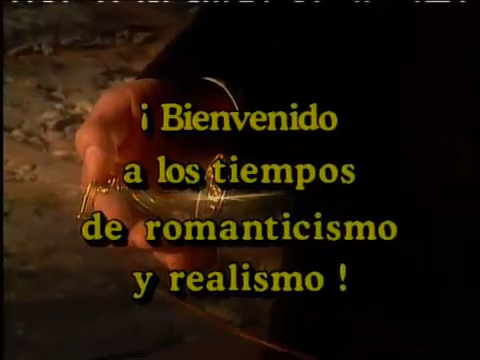 ¡ Bienvenido
a los tiempos
de romanticismo
y realismo !